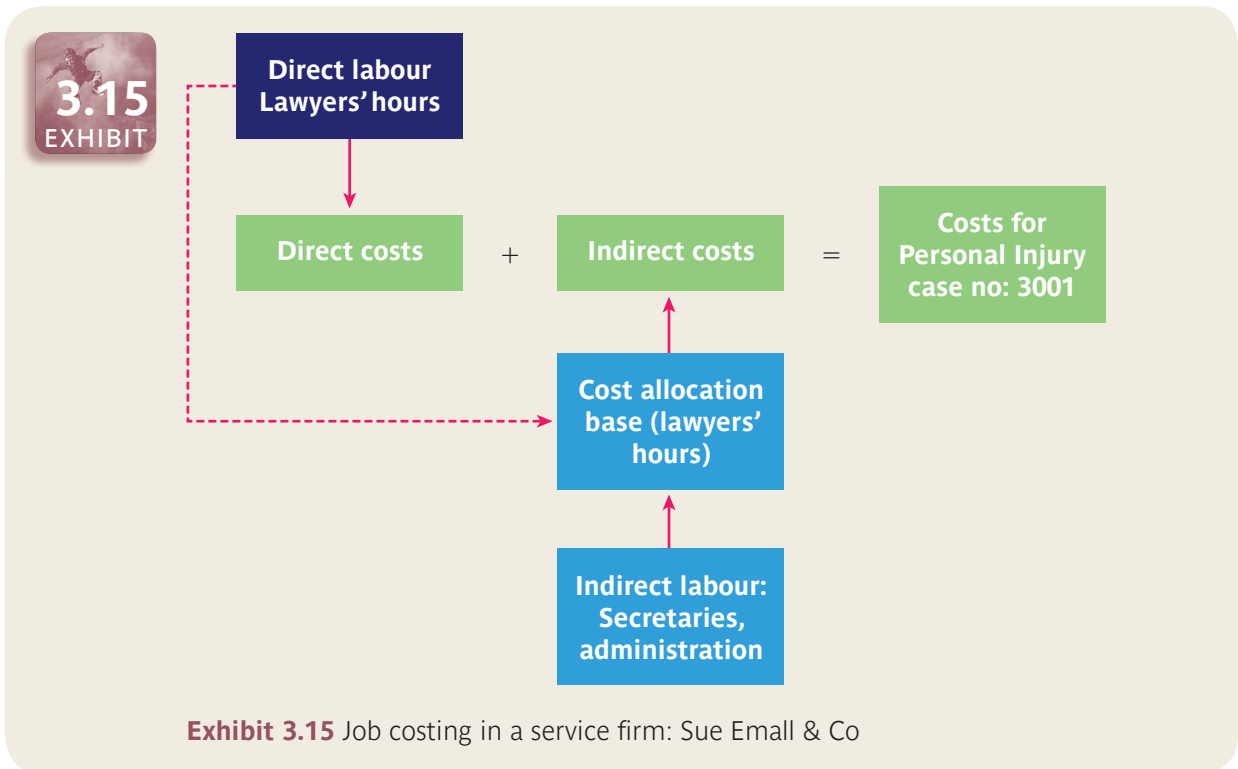 3.15
EXHIBIT
Direct labour
Lawyers’ hours
Direct costs
+
Indirect costs
=
Costs for
Personal Injury
case no: 3001
Cost allocation
base (lawyers’
hours)
Indirect labour:
Secretaries,
administration
Exhibit 3.15 Job costing in a service firm: Sue Emall & Co